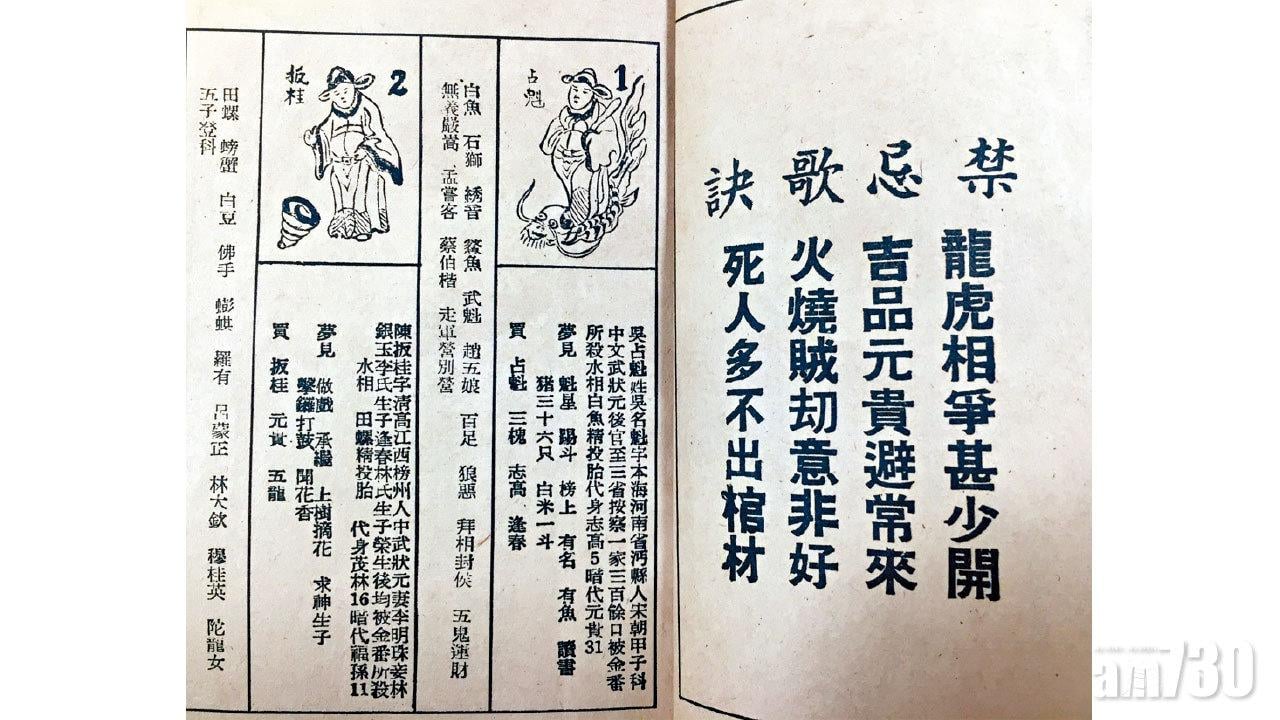 禁 龍虎相爭甚少開
忌 吉品元貴避常來
歌 火燒賊刧意非好
訣 死人多不出棺材
1
占魁
吳占魁姓吳名魁字本海河南省沔縣人宋朝甲子科
中文武狀元後官至三省按察一家三百餘口被金番
所殺水相白魚精投胎代身志高5暗代元貴31
夢見 魁星 踢斗 榜上 有名 有魚 讀書
豬三十六只 白米一斗
買 占魁 三槐 志高 逢春
白魚 石獅 鰲魚 武魁 趙五娘 百足 狼惡 拜相封侯 五鬼運財
無義嚴嵩 孟嘗客 蔡伯楷 走軍營別營
2
扳桂
陳扳桂字清高江西榜州人中武狀元妻李明珠妾林
銀玉李氏生子逢春林氏生子榮生後均被金番所殺
水相 田螺精投胎 代身茂林16暗代福孫11
夢見 做戲 承繼 上樹摘花 求神生子
擊鑼打鼓 聞花香
買 扳桂 元貴 五龍
田螺 螃蟹 白豆 佛手 蟛蜞 羅有 呂蒙正 林大欽 穆桂英 陀龍女
五子登科
am730